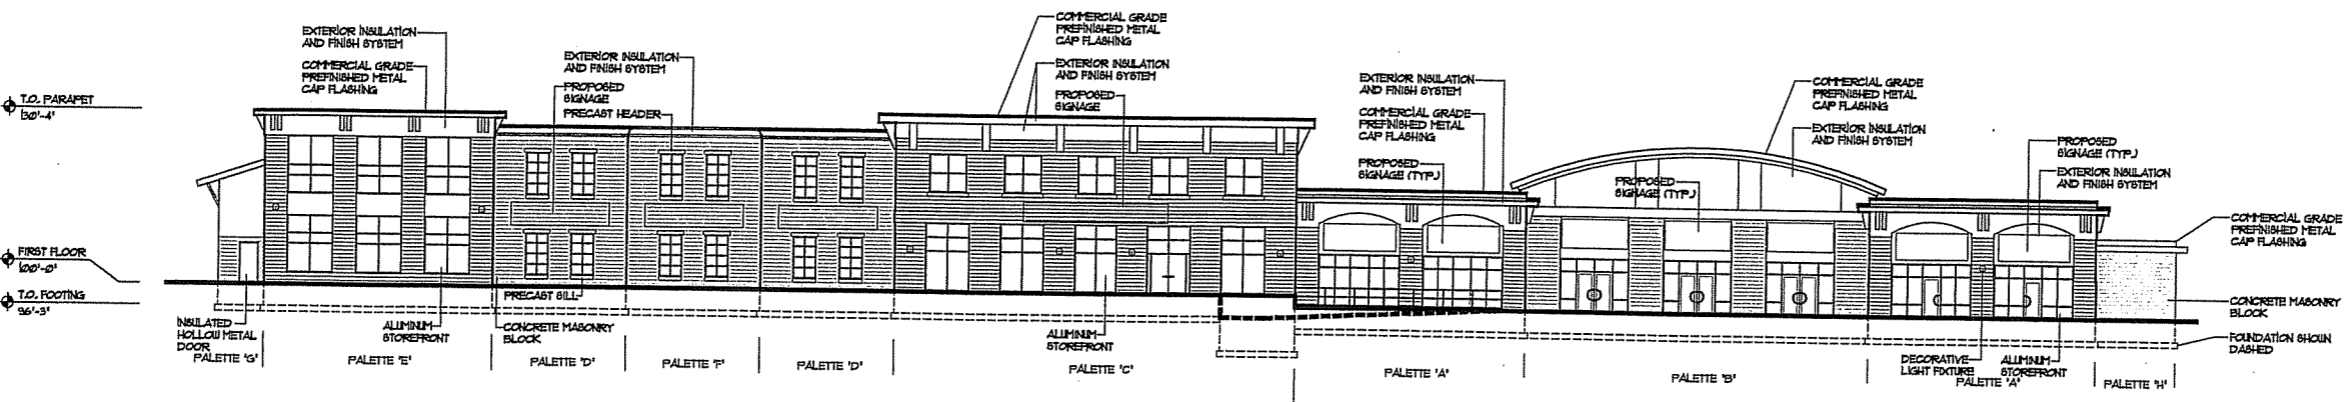 T.O. PARAPET
130'-4"
FIRST FLOOR
100'-0"
T.O. FOOTING
96'-3"
EXTERIOR INSULATION
AND FINISH SYSTEM
COMMERCIAL GRADE
PREFINISHED METAL
CAP FLASHING
EXTERIOR INSULATION
AND FINISH SYSTEM
PROPOSED
SIGNAGE
PRECAST HEADER
COMMERCIAL GRADE
PREFINISHED METAL
CAP FLASHING
EXTERIOR INSULATION
AND FINISH SYSTEM
PROPOSED
SIGNAGE
EXTERIOR INSULATION
AND FINISH SYSTEM
COMMERCIAL GRADE
PREFINISHED METAL
CAP FLASHING
PROPOSED
SIGNAGE (TYP.)
COMMERCIAL GRADE
PREFINISHED METAL
CAP FLASHING
EXTERIOR INSULATION
AND FINISH SYSTEM
PROPOSED
SIGNAGE (TYP.)
PROPOSED
SIGNAGE (TYP.)
EXTERIOR INSULATION
AND FINISH SYSTEM
COMMERCIAL GRADE
PREFINISHED METAL
CAP FLASHING
CONCRETE MASONRY
BLOCK
FOUNDATION SHOWN
DASHED
INSULATED
HOLLOW METAL
DOOR
ALUMINUM
STOREFRONT
PRECAST SILL
CONCRETE MASONRY
BLOCK
ALUMINUM
STOREFRONT
DECORATIVE
LIGHT FIXTURE
ALUMINUM
STOREFRONT
PALETTE 'G'
PALETTE 'E'
PALETTE 'D'
PALETTE 'F'
PALETTE 'D'
PALETTE 'C'
PALETTE 'A'
PALETTE 'B'
PALETTE 'A'
PALETTE 'H'